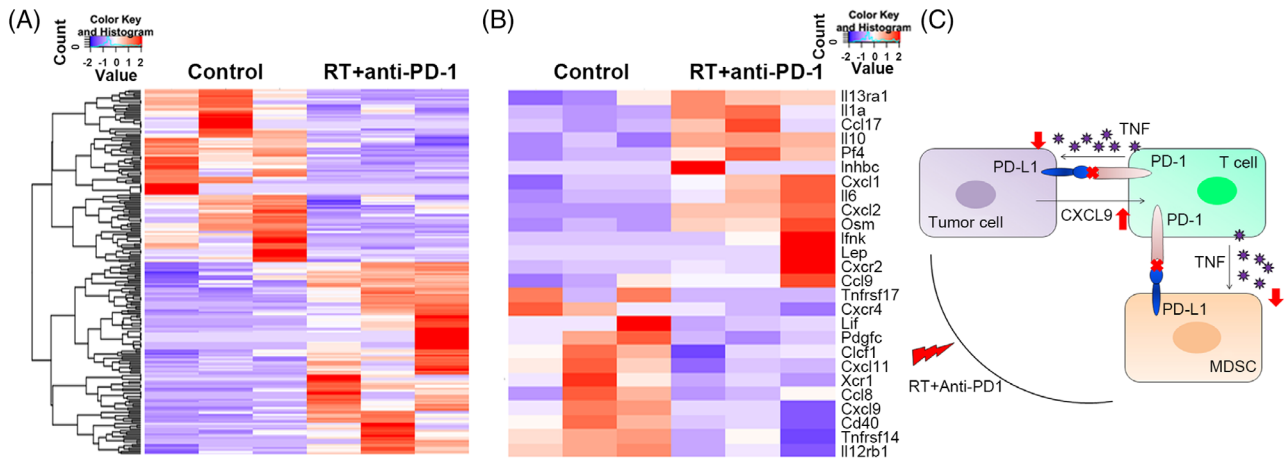 (A)
Color Key
and Histogram
Count
0
-2 -1 0 1 2
Value
Control
RT+anti-PD-1
(B)
Color Key
and Histogram
Count
0
-2 -1 0 1 2
Value
Control
RT+anti-PD-1
Il13ra1
Il1a
Ccl17
Il10
Pf4
Inhbc
Cxcl1
Il6
Cxcl2
Osm
Ifnk
Lep
Cxcr2
Ccl9
Tnfrsf17
Cxcr4
Lif
Pdgfc
Clcf1
Cxcl11
Xcr1
Ccl8
Cxcl9
Cd40
Tnfrsf14
Il12rb1
(C)
TNF
PD-L1
PD-1
T cell
Tumor cell
CXCL9
PD-1
TNF
PD-L1
MDSC
RT+Anti-PD1